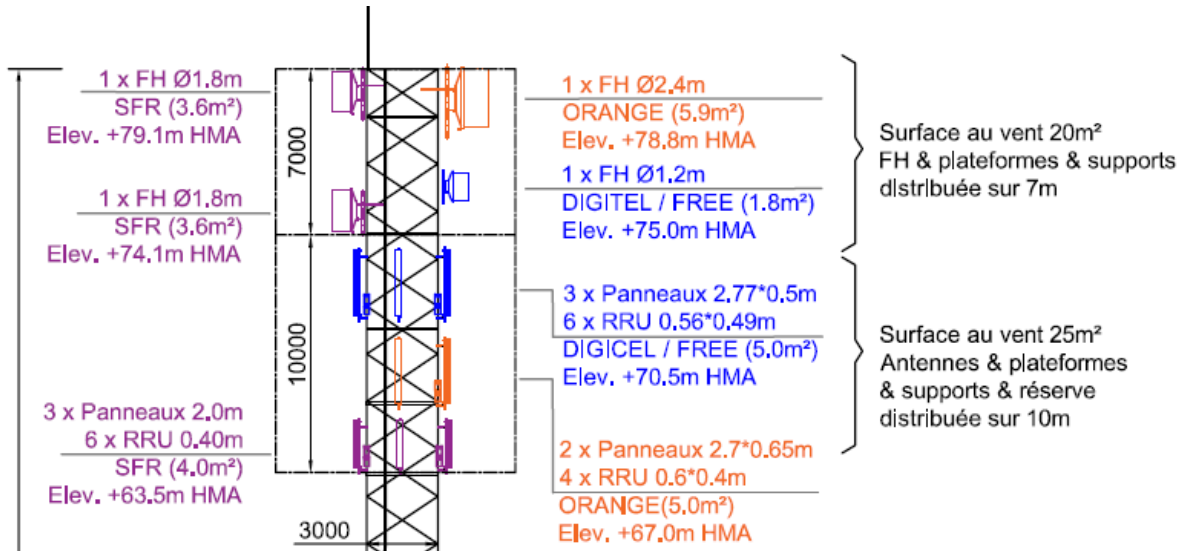 1 x FH Ø1.8m
SFR (3.6m²)
Elev. +79.1m HMA
1 x FH Ø1.8m
SFR (3.6m²)
Elev. +74.1m HMA
3 x Panneaux 2.0m
6 x RRU 0.40m
SFR (4.0m²)
Elev. +63.5m HMA
7000
10000
3000
1 x FH Ø2.4m
ORANGE (5.9m²)
Elev. +78.8m HMA
1 x FH Ø1.2m
DIGITEL / FREE (1.8m²)
Elev. +75.0m HMA
3 x Panneaux 2.77*0.5m
6 x RRU 0.56*0.49m
DIGICEL / FREE (5.0m²)
Elev. +70.5m HMA
2 x Panneaux 2.7*0.65m
4 x RRU 0.6*0.4m
ORANGE(5.0m²)
Elev. +67.0m HMA
Surface au vent 20m²
FH & plateformes & supports
distribuée sur 7m
Surface au vent 25m²
Antennes & plateformes
& supports & réserve
distribuée sur 10m